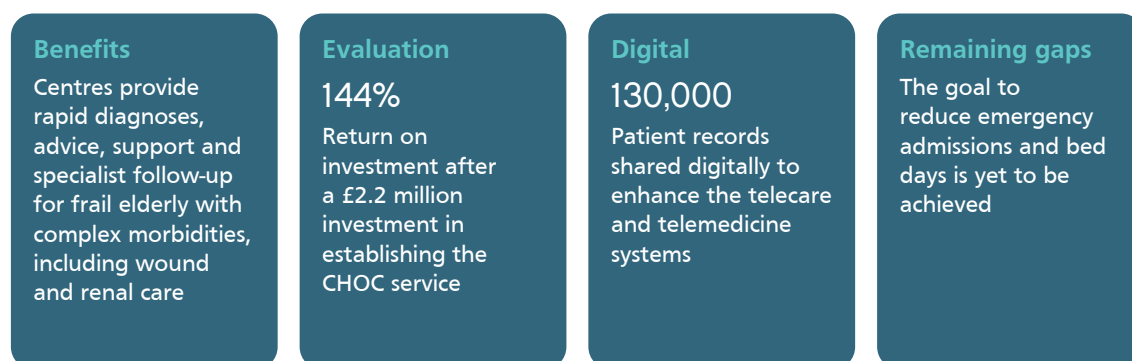 Benefits
Centres provide
rapid diagnoses,
advice, support and
specialist follow-up
for frail elderly with
complex morbidities,
including wound
and renal care
Evaluation
144%
Return on
investment after
a £2.2 million
investment in
establishing the
CHOC service
Digital
130,000
Patient records
shared digitally to
enhance the telecare
and telemedicine
systems
Remaining gaps
The goal to
reduce emergency
admissions and bed
days is yet to be
achieved